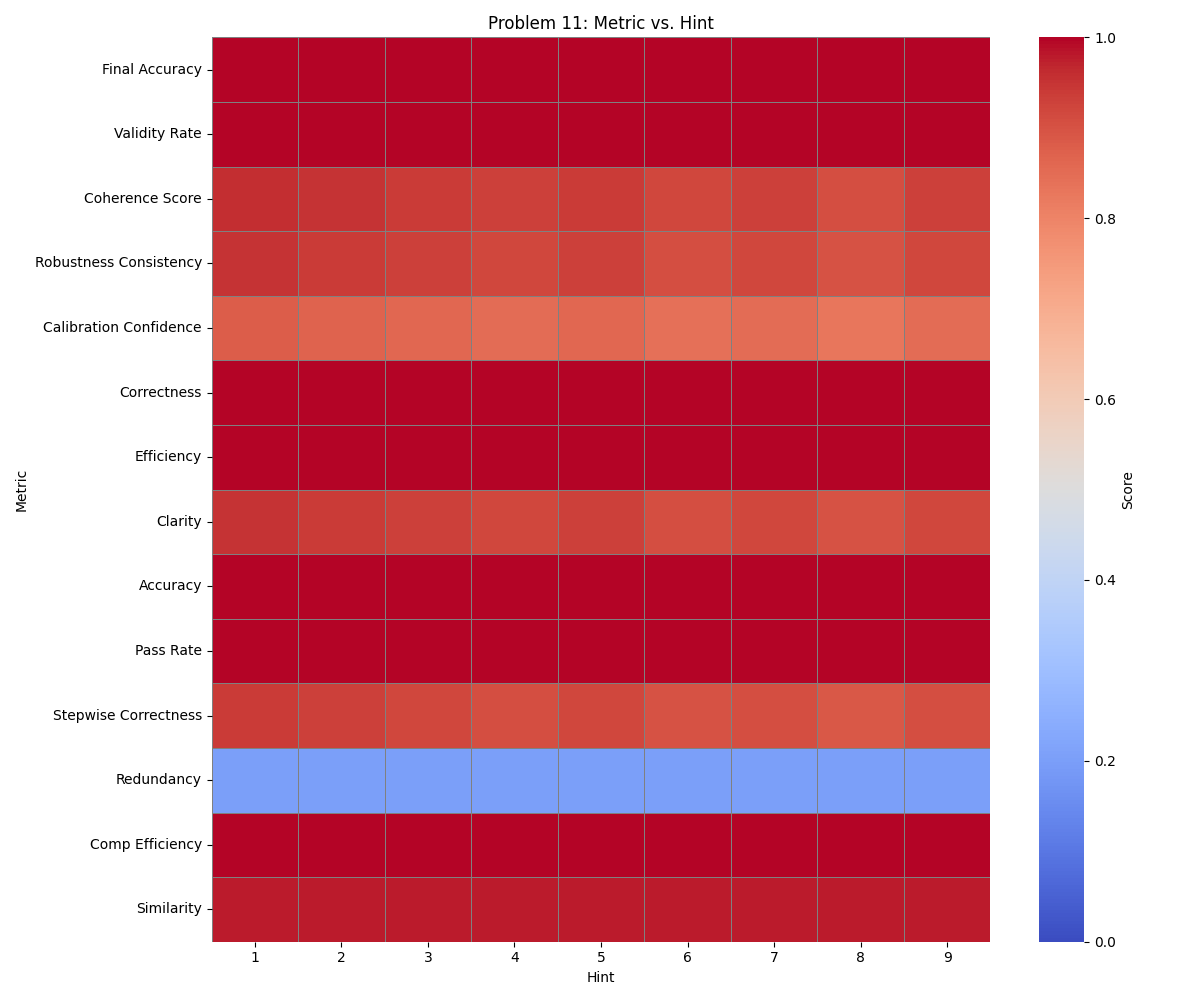 Problem 11: Metric vs. Hint
Final Accuracy
Validity Rate
Coherence Score
Robustness Consistency
Calibration Confidence
Correctness
Efficiency
Clarity
Accuracy
Pass Rate
Stepwise Correctness
Redundancy
Comp Efficiency
Similarity
Metric
1 2 3 4 5 6 7 8 9
Hint
1.0
0.8
0.6
0.4
0.2
0.0
Score